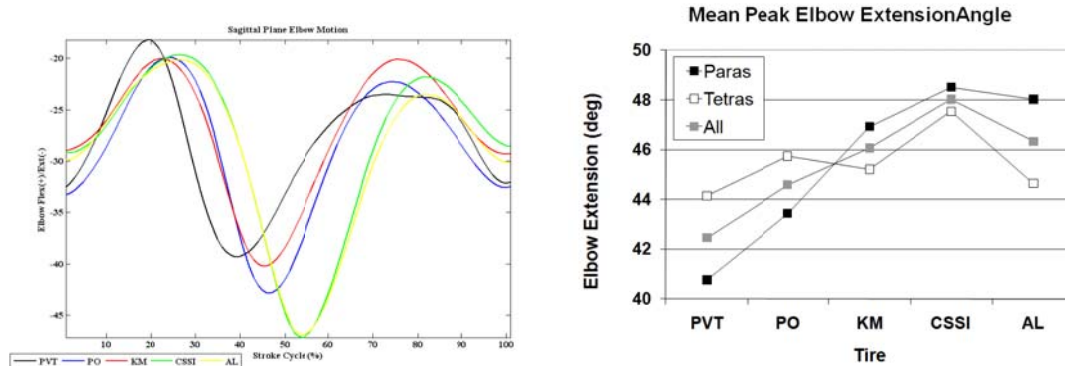 Sagittal Plane Elbow Motion
Elbow Flex(+)/Ext(-)
-20
-25
-30
-35
-40
-45
10 20 30 40 50 60 70 80 90 100
Stroke Cycle(%)
PVT PO KM CSSI AL
Mean Peak Elbow ExtensionAngle
Elbow Extension (deg)
50
48
46
44
42
40
Paras
Tetras
All
PVT PO KM CSSI AL
Tire